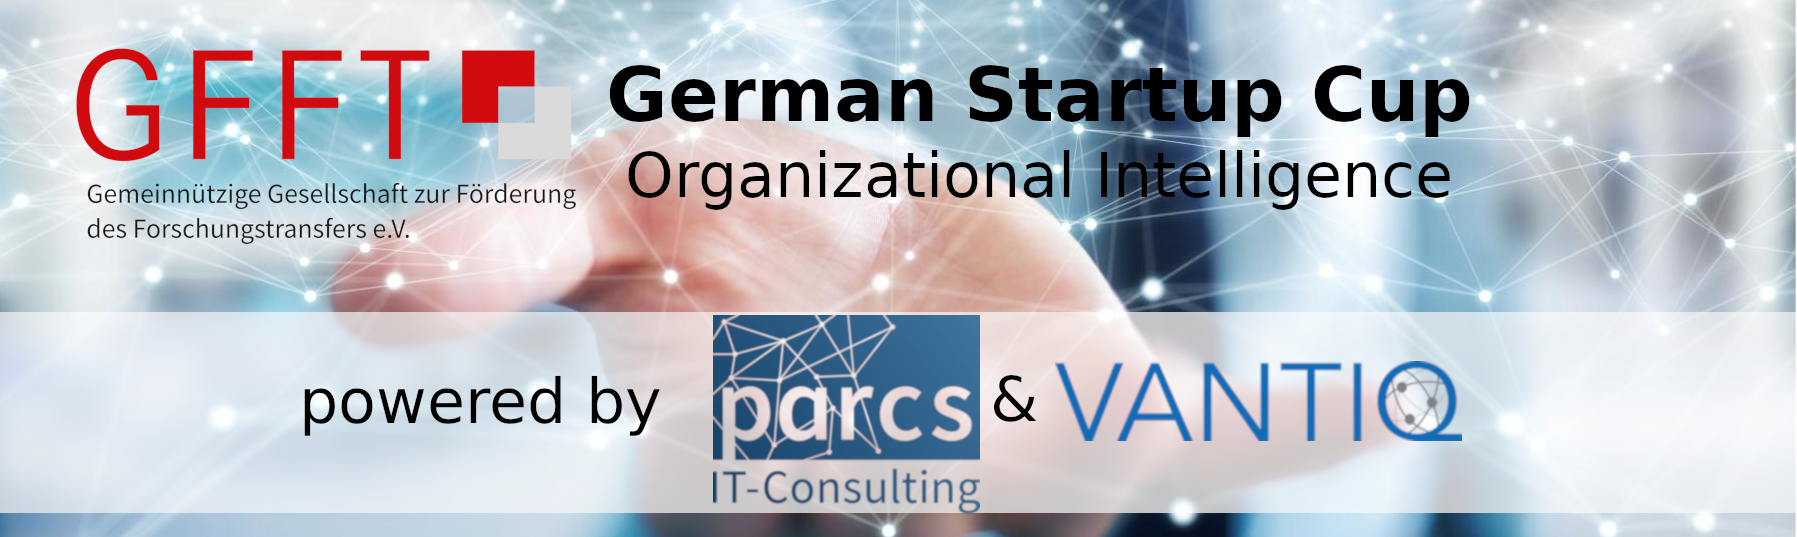 GFFT
Gemeinnützige Gesellschaft zur Förderung
des Forschungstransfers e.V.
German Startup Cup
Organizational Intelligence
powered by
parcs
IT-Consulting
&
VANTIQ